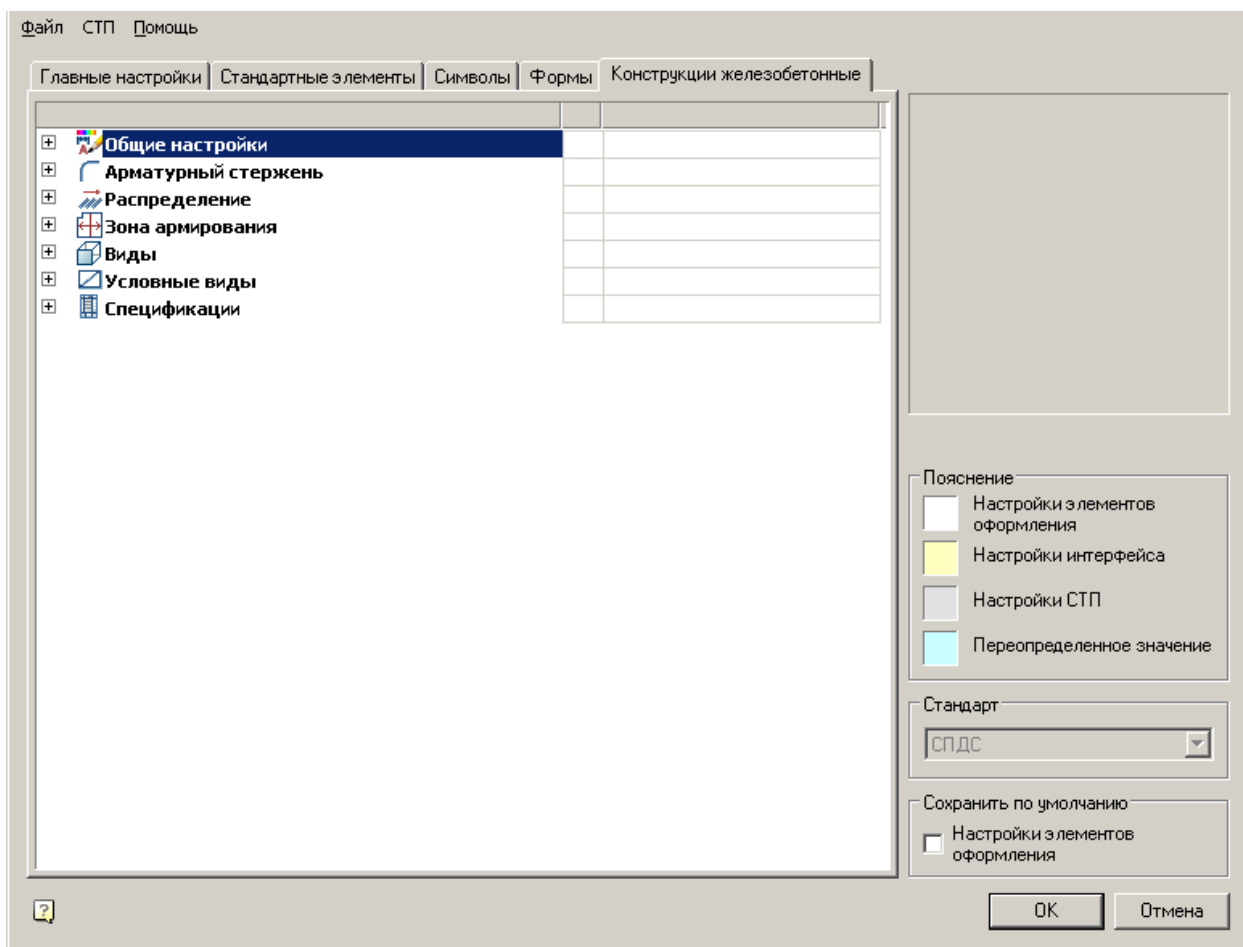 Файл СТП Помощь
Главные настройки Стандартные элементы Символы Формы Конструкции железобетонные
Общие настройки
Арматурный стержень
Распределение
Зона армирования
Виды
Условные виды
Спецификации
Пояснение
Настройки элементов
оформления
Настройки интерфейса
Настройки СТП
Переопределенное значение
Стандарт
СПДС
Сохранить по умолчанию
Настройки элементов
оформления
? OK Отмена